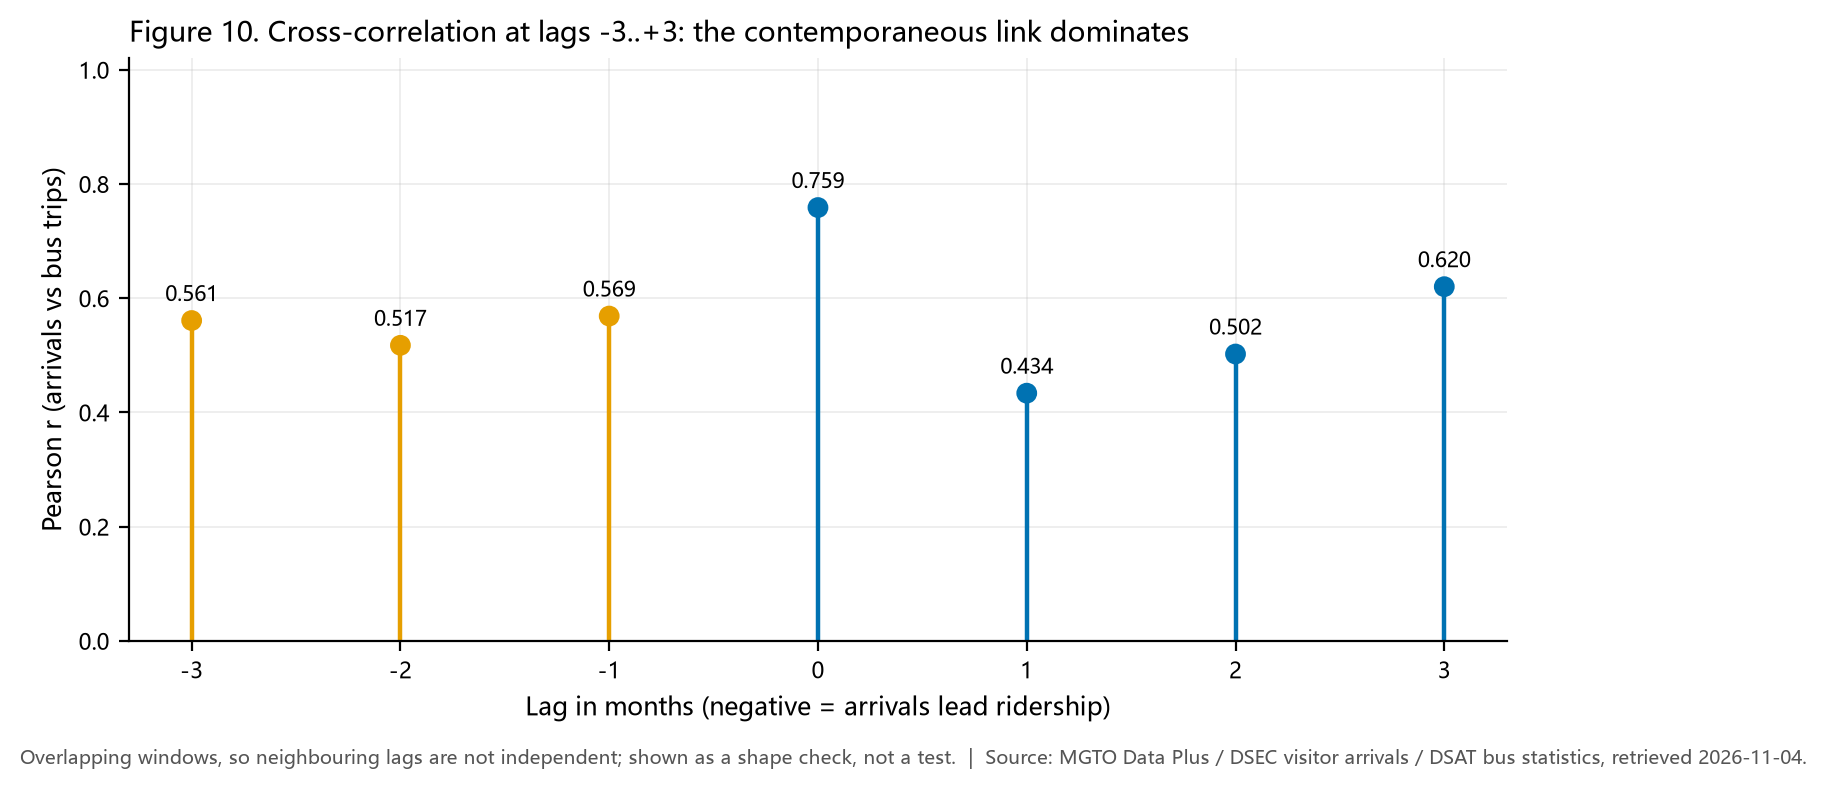 Figure 10. Cross-correlation at lags -3..+3: the contemporaneous link dominates
Pearson r (arrivals vs bus trips)
1.0
0.8
0.6
0.4
0.2
0.0
0.561
0.517
0.569
0.759
0.434
0.502
0.620
-3 -2 -1 0 1 2 3
Lag in months (negative = arrivals lead ridership)
Overlapping windows, so neighbouring lags are not independent; shown as a shape check, not a test. | Source: MGTO Data Plus / DSEC visitor arrivals / DSAT bus statistics, retrieved 2026-11-04.